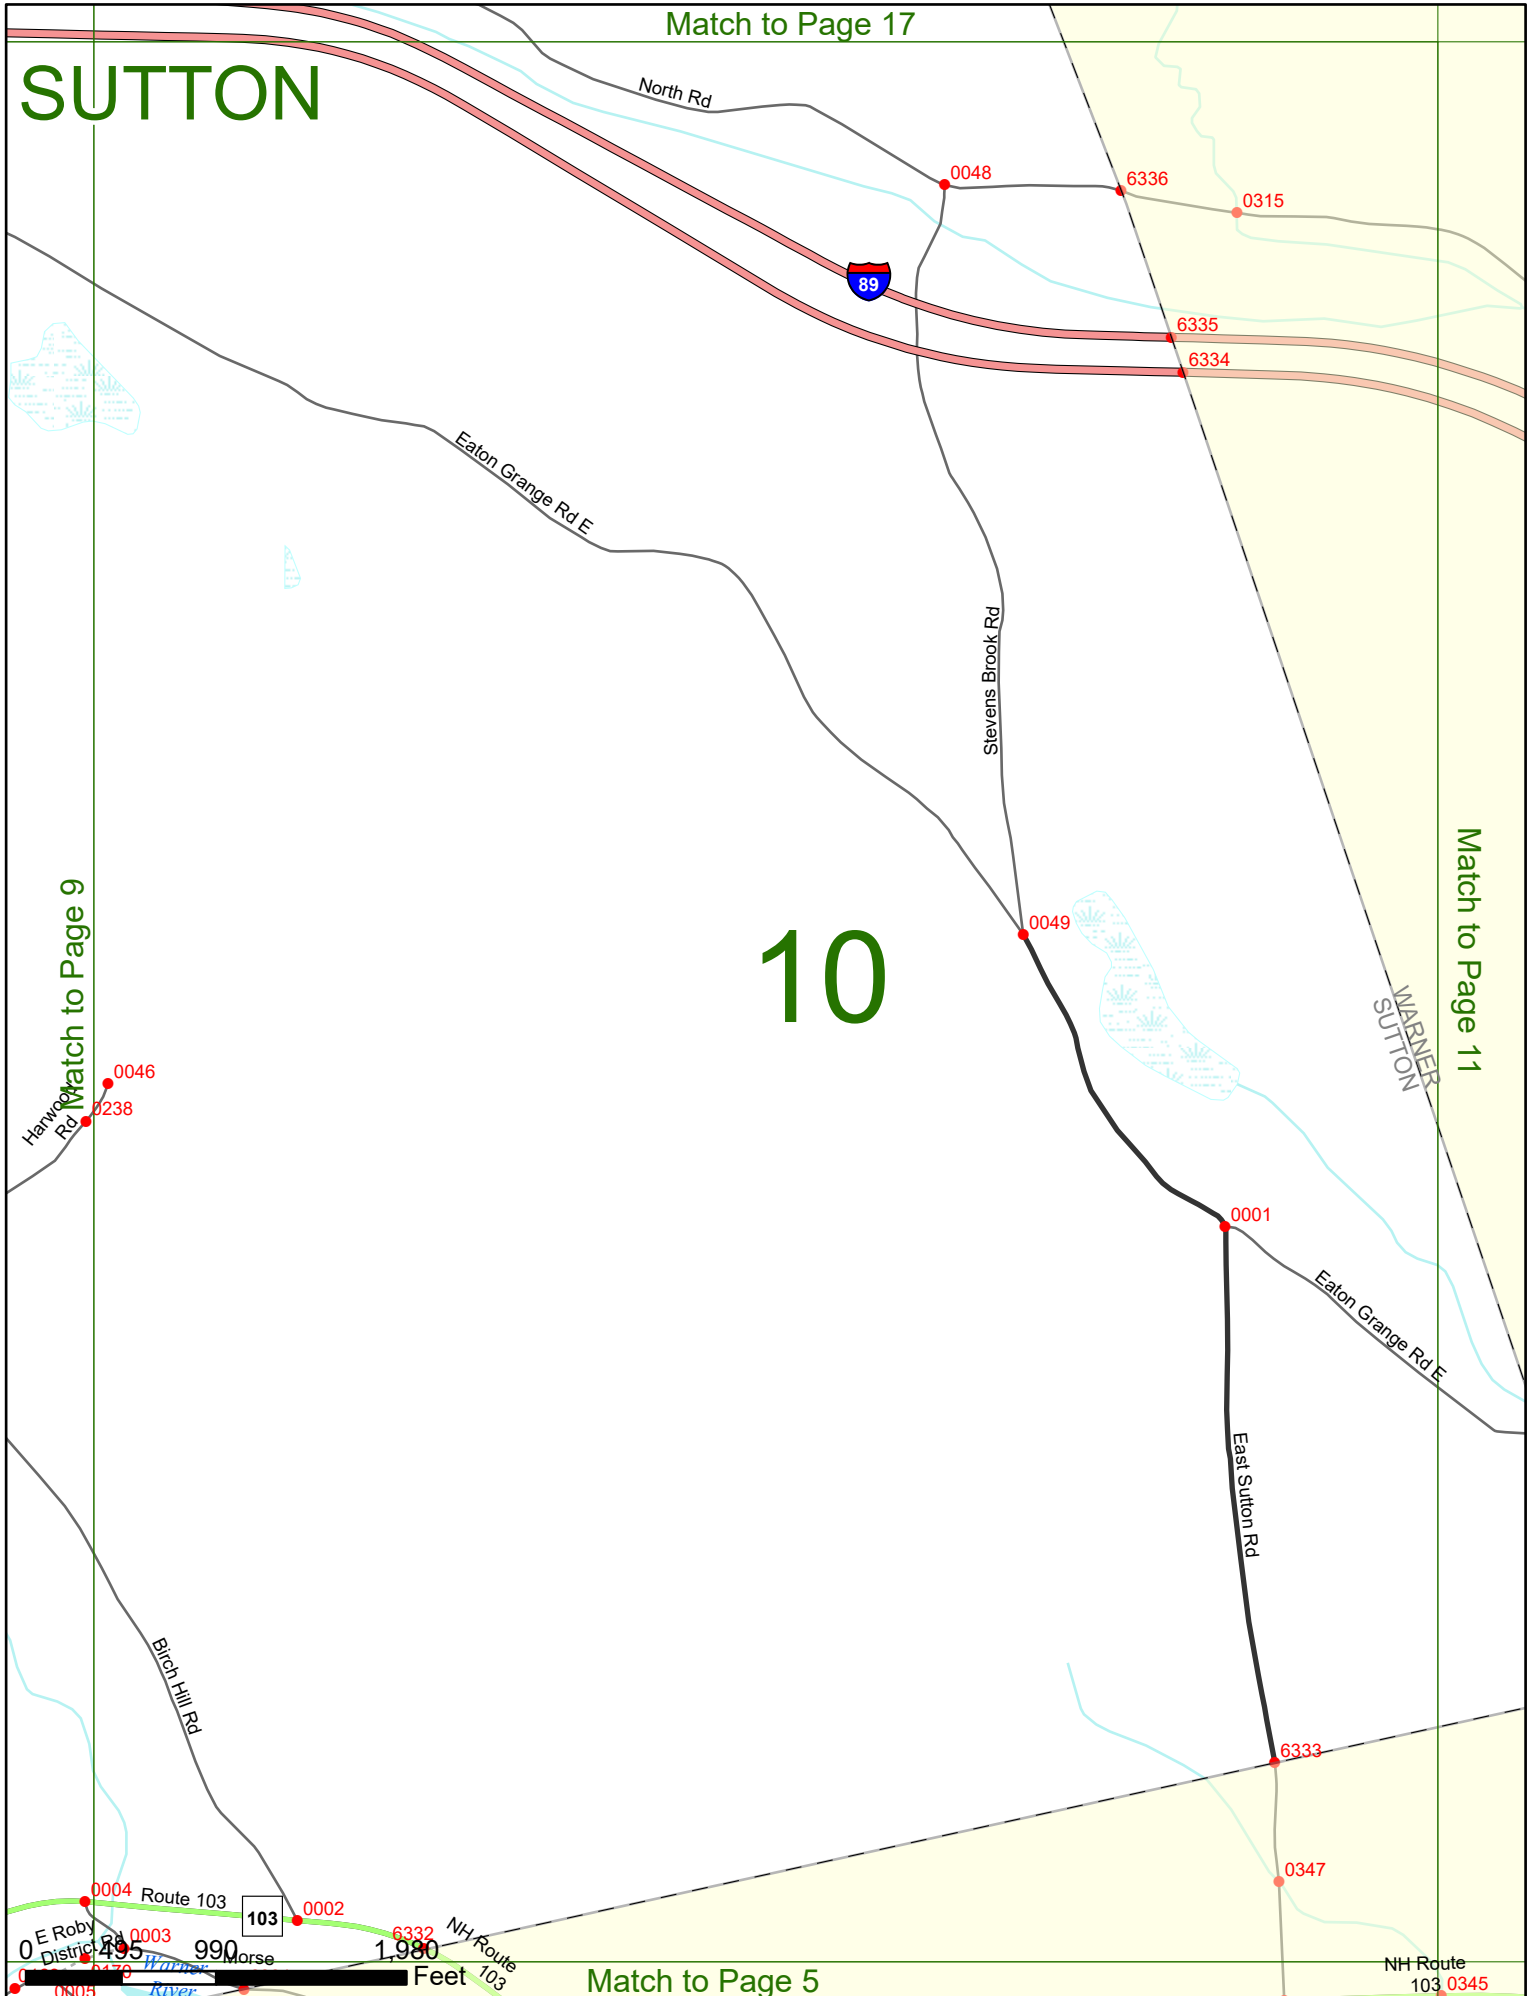 Match to Page 17
SUTTON
North Rd
0048
6336
0315
89
6335
6334
Eaton Grange Rd E
Stevens Brook Rd
Match to Page 9
Match to Page 11
10
0049
WARNER
SUTTON
0046
Harwood
Rd
0238
0001
Eaton Grange Rd E
East Sutton Rd
Birch Hill Rd
6333
0347
0004
Route 103
103
0002
6332
NH Route
103
E Roby
District Rd
0003
0 495 990 1,980
Feet
Warner
River
Morse
0170
0005
Match to Page 5
NH Route
103
0345